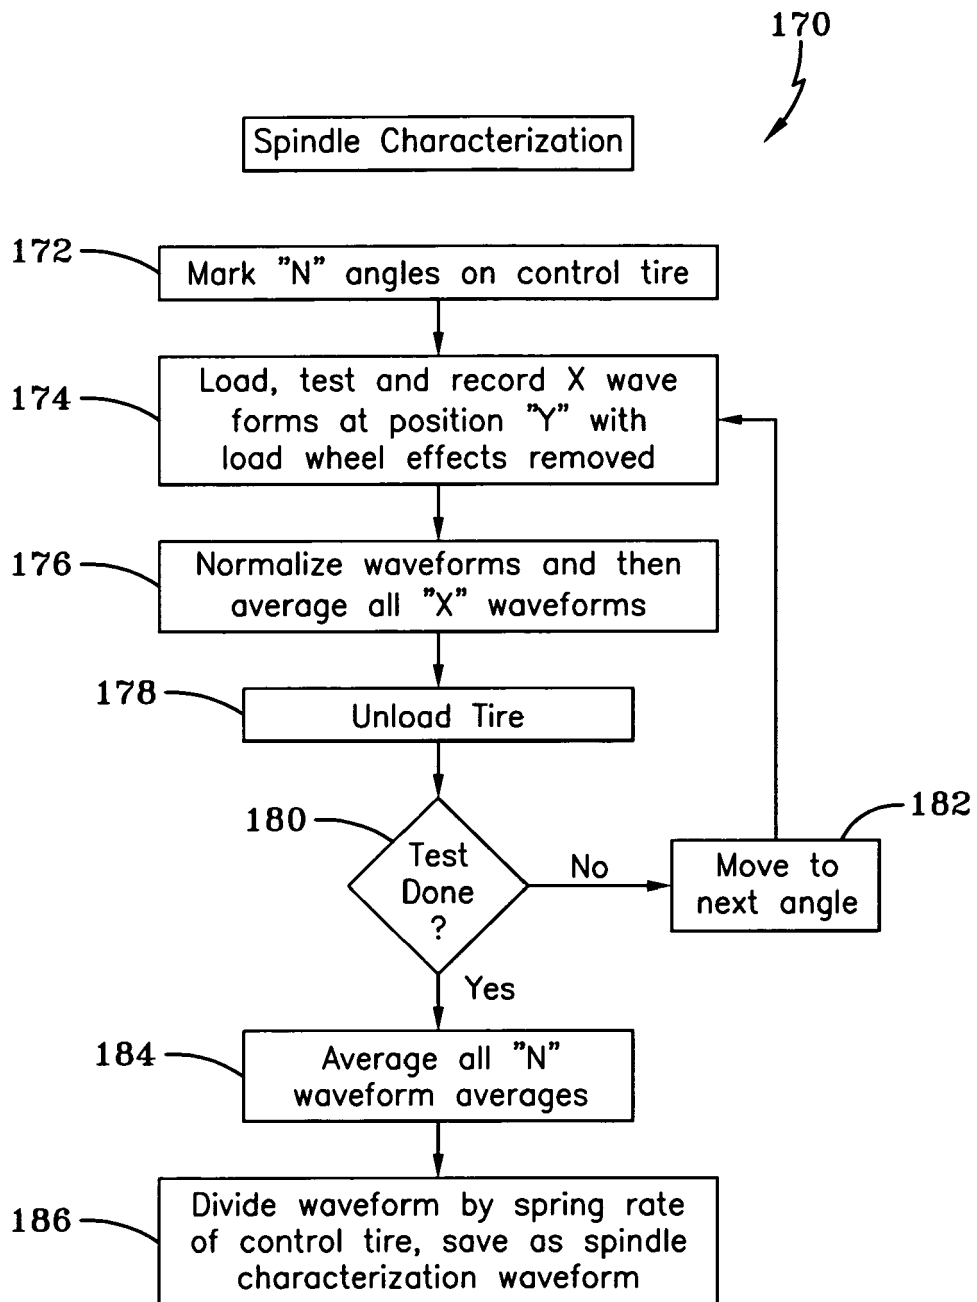 170
Spindle Characterization
172
Mark "N" angles on control tire
174
Load, test and record X wave
forms at position "Y" with
load wheel effects removed
176
Normalize waveforms and then
average all "X" waveforms
178
Unload Tire
180
Test
Done
?
No
182
Move to
next angle
Yes
184
Average all "N"
waveform averages
186
Divide waveform by spring rate
of control tire, save as spindle
characterization waveform